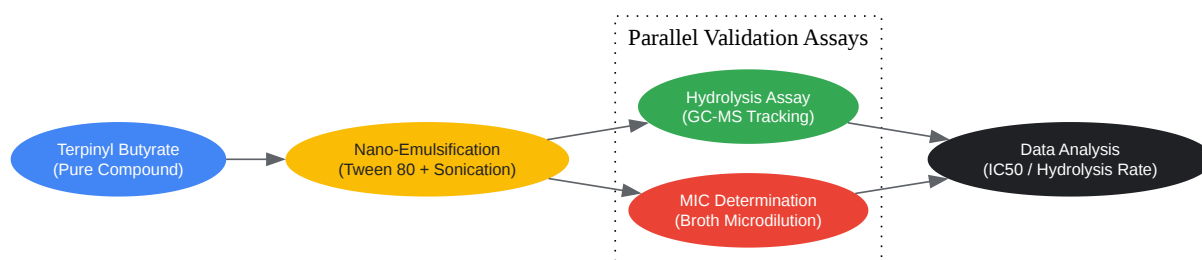 Parallel Validation Assays
Terpinyl Butyrate
(Pure Compound)
Nano-Emulsification
(Tween 80 + Sonication)
Hydrolysis Assay
(GC-MS Tracking)
MIC Determination
(Broth Microdilution)
Data Analysis
(IC50 / Hydrolysis Rate)